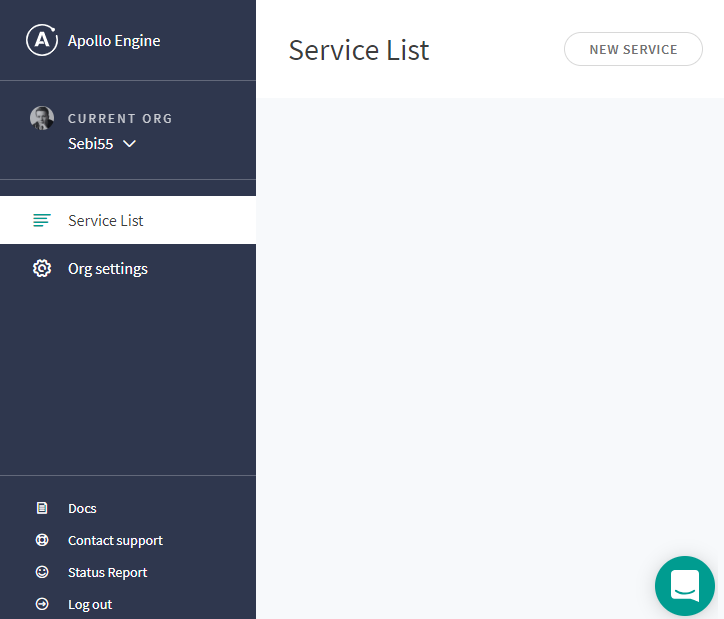 Apollo Engine
CURRENT ORG
Sebi55
Service List
Org settings
Docs
Contact support
Status Report
Log out
Service List
NEW SERVICE